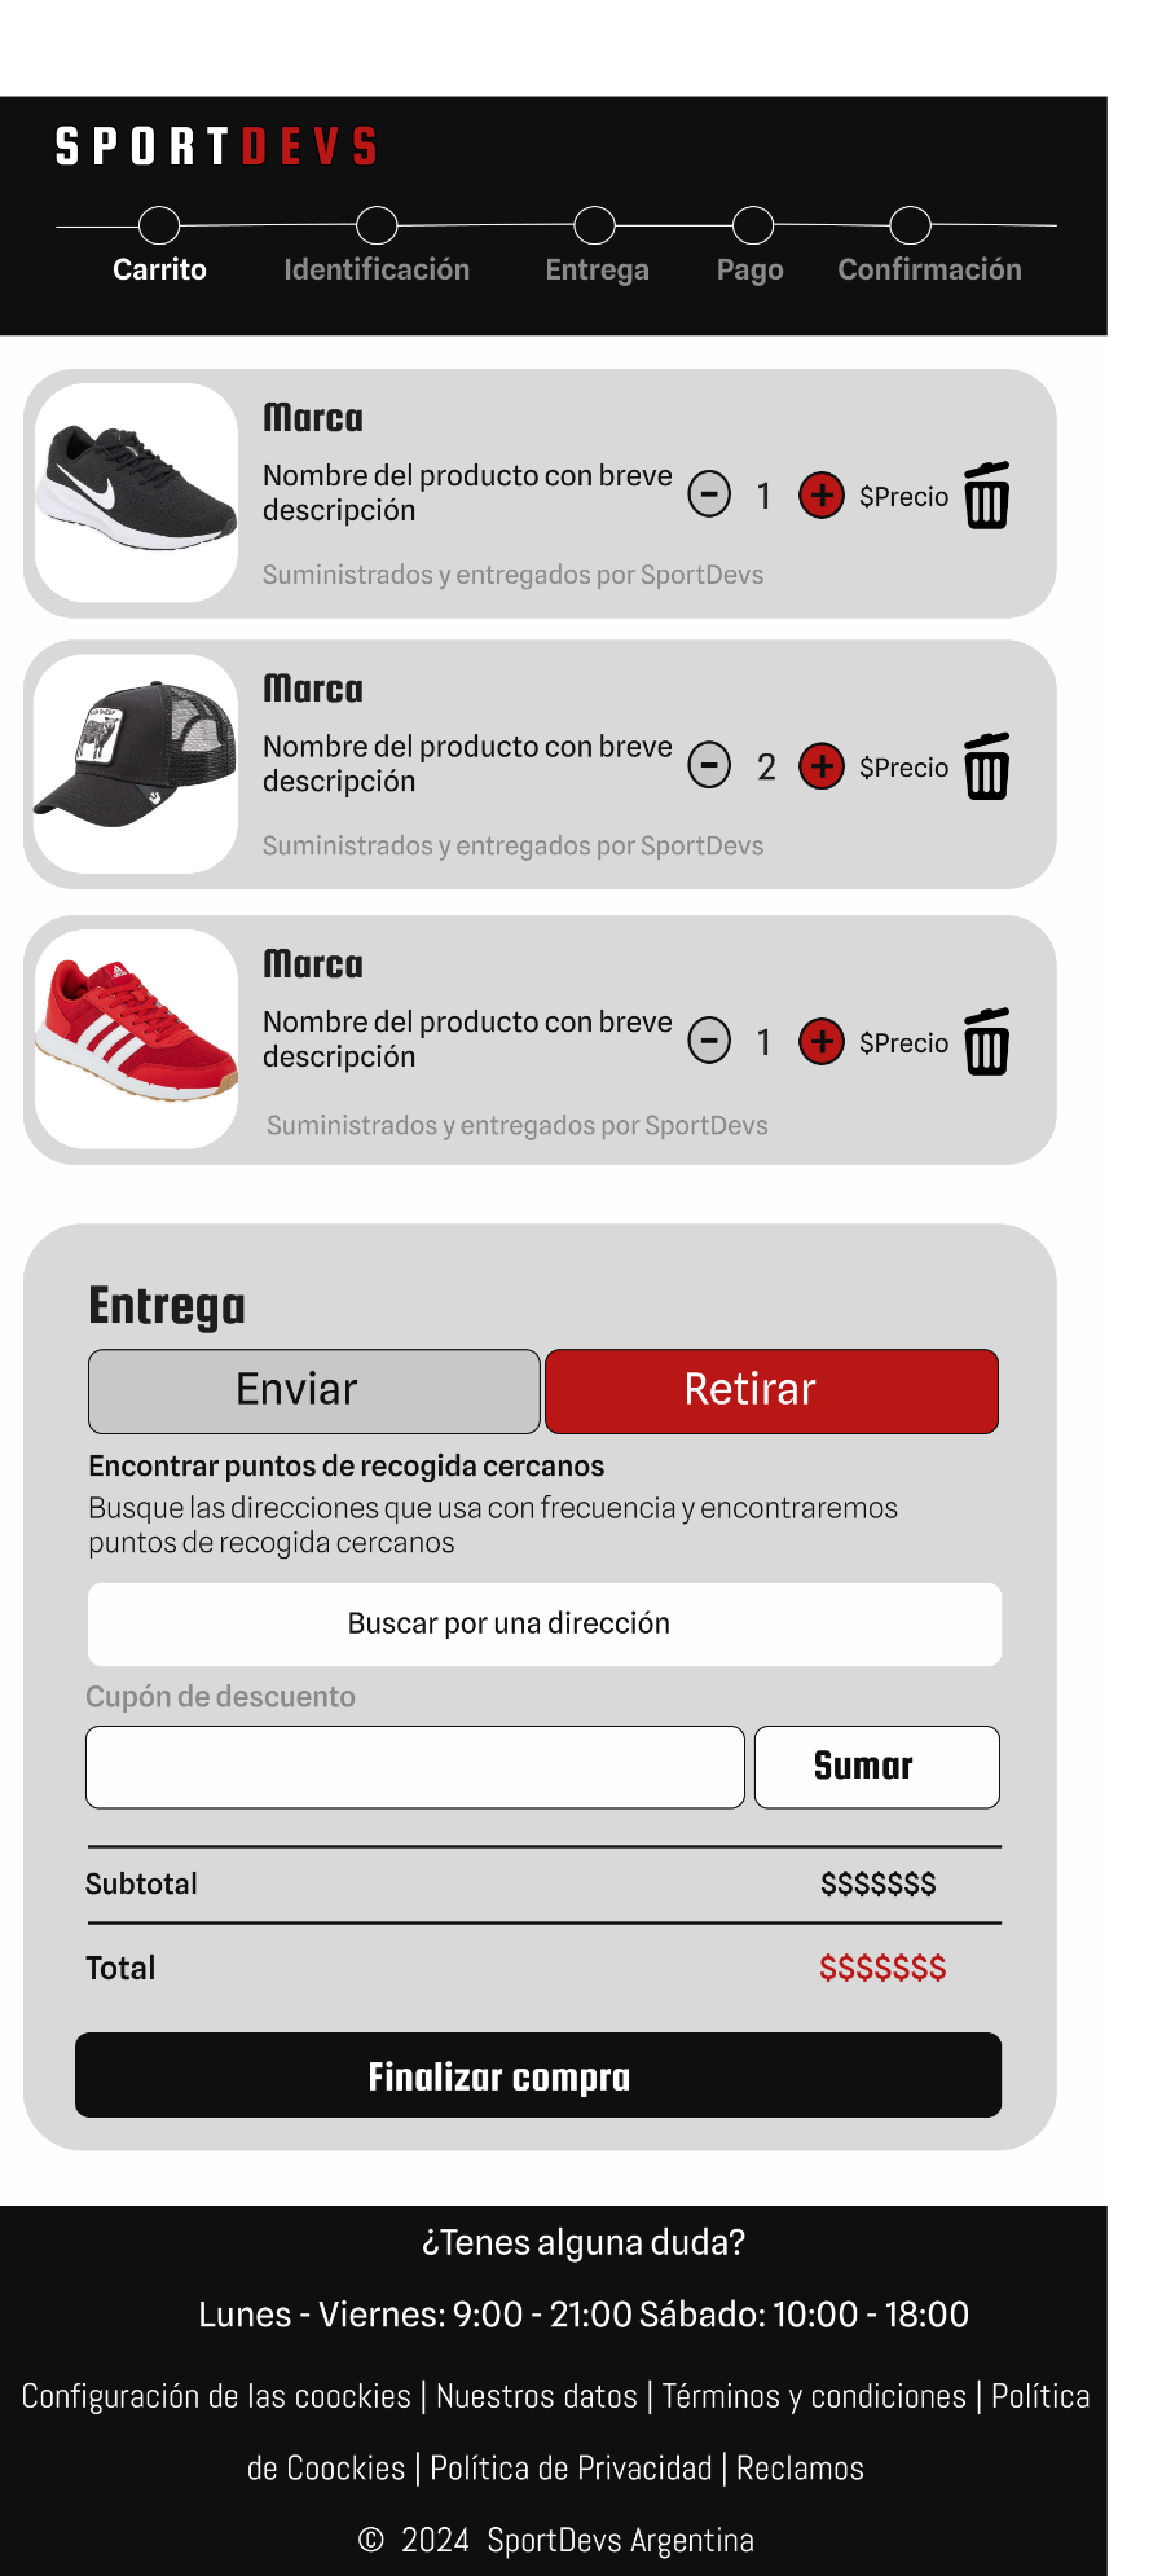 SPORTDEVS
Carrito Identificación Entrega Pago Confirmación
Marca
Nombre del producto con breve
descripción
- 1 + $Precio
Suministrados y entregados por SportDevs
Marca
Nombre del producto con breve
descripción
- 2 + $Precio
Suministrados y entregados por SportDevs
Marca
Nombre del producto con breve
descripción
- 1 + $Precio
Suministrados y entregados por SportDevs
Entrega
Enviar Retirar
Encontrar puntos de recogida cercanos
Busque las direcciones que usa con frecuencia y encontraremos
puntos de recogida cercanos
Buscar por una dirección
Cupón de descuento
Sumar
Subtotal $$$$$$$
Total $$$$$$$
Finalizar compra
¿Tenes alguna duda?
Lunes - Viernes: 9:00 - 21:00 Sábado: 10:00 - 18:00
Configuración de las coockies | Nuestros datos | Términos y condiciones | Política
de Coockies | Política de Privacidad | Reclamos
© 2024 SportDevs Argentina